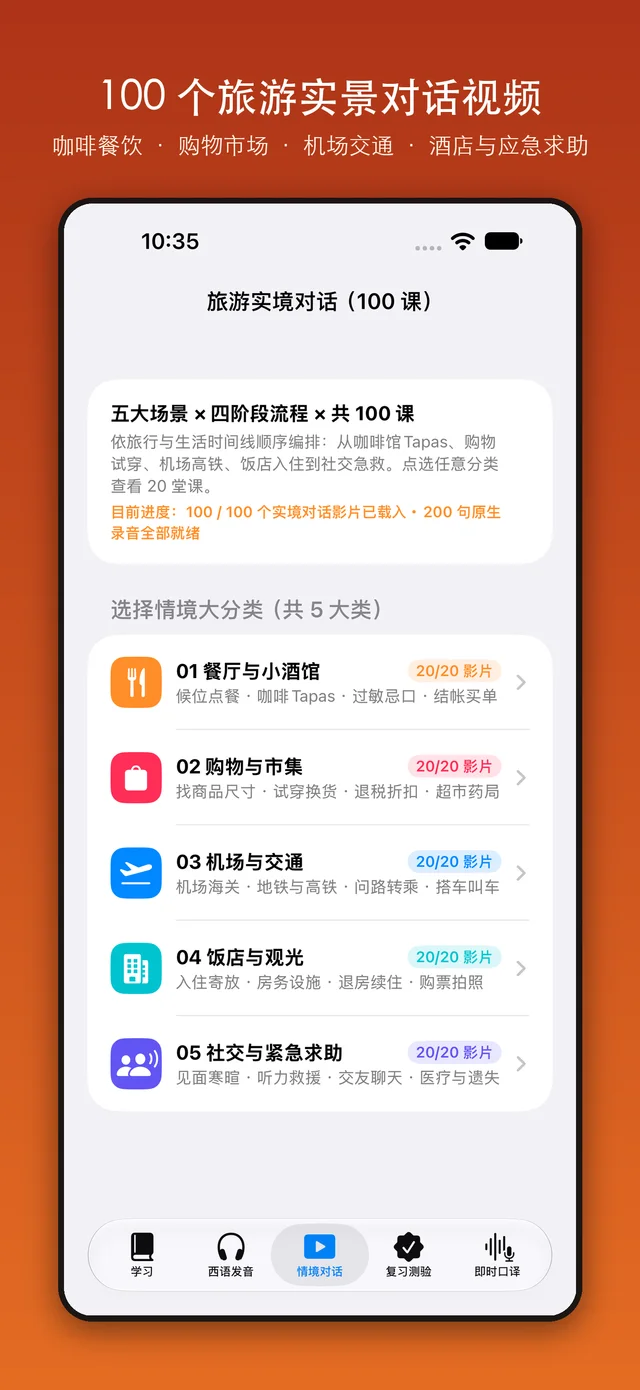 100 个旅游实景对话视频
咖啡餐饮 · 购物市场 · 机场交通 · 酒店与应急求助
10:35
旅游实境对话（100 课）
五大场景 × 四阶段流程 × 共 100 课
依旅行与生活时间线顺序编排：从咖啡馆 Tapas、购物
试穿、机场高铁、饭店入住到社交急救。点选任意分类
查看 20 堂课。
目前进度：100 / 100 个实境对话影片已载入 · 200 句原生
录音全部就绪
选择情境大分类（共 5 大类）
01 餐厅与小酒馆 20/20 影片
候位点餐 · 咖啡 Tapas · 过敏忌口 · 结帐买单
02 购物与市集 20/20 影片
找商品尺寸 · 试穿换货 · 退税折扣 · 超市药局
03 机场与交通 20/20 影片
机场海关 · 地铁与高铁 · 问路转乘 · 搭车叫车
04 饭店与观光 20/20 影片
入住寄放 · 房务设施 · 退房续住 · 购票拍照
05 社交与紧急求助 20/20 影片
见面寒暄 · 听力救援 · 交友聊天 · 医疗与遗失
学习 西语发音 情境对话 复习测验 即时口译